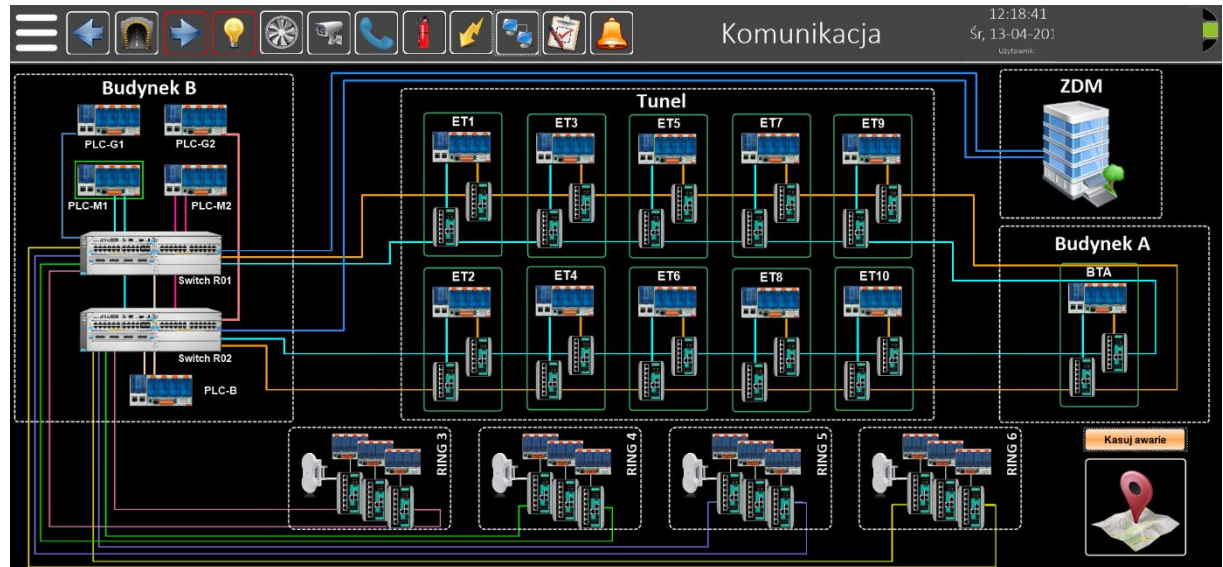 Komunikacja
12:18:41
Śr, 13-04-201
Użytownik:
Budynek B
PLC-G1
PLC-G2
PLC-M1
PLC-M2
Switch R01
Switch R02
PLC-B
Tunel
ET1
ET3
ET5
ET7
ET9
ET2
ET4
ET6
ET8
ET10
ZDM
Budynek A
BTA
RING 3
RING 4
RING 5
RING 6
Kasuj awarie